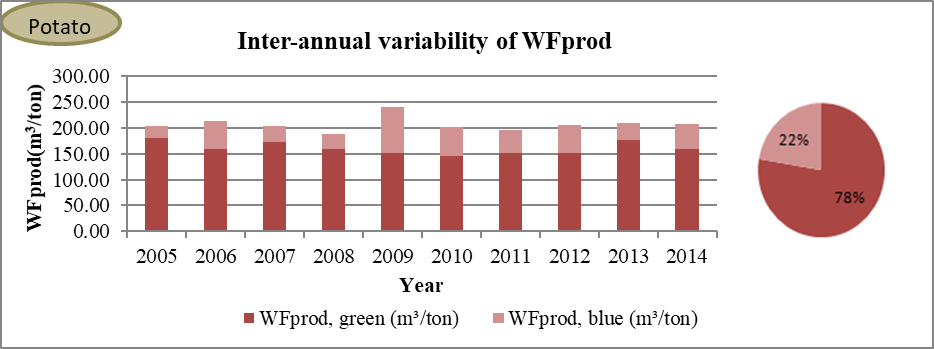 Potato
Inter-annual variability of WFprod
WFprod(m³/ton)
300.00
250.00
200.00
150.00
100.00
50.00
0.00
2005 2006 2007 2008 2009 2010 2011 2012 2013 2014
Year
WFprod, green (m³/ton) WFprod, blue (m³/ton)
22%
78%